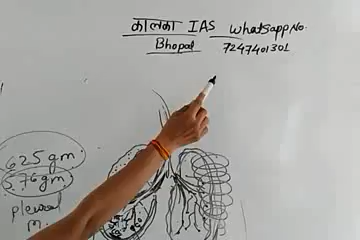 कालका IAS WhatsApp No.
Bhopal 7247401301
625 gm
576 gm
pleural
m